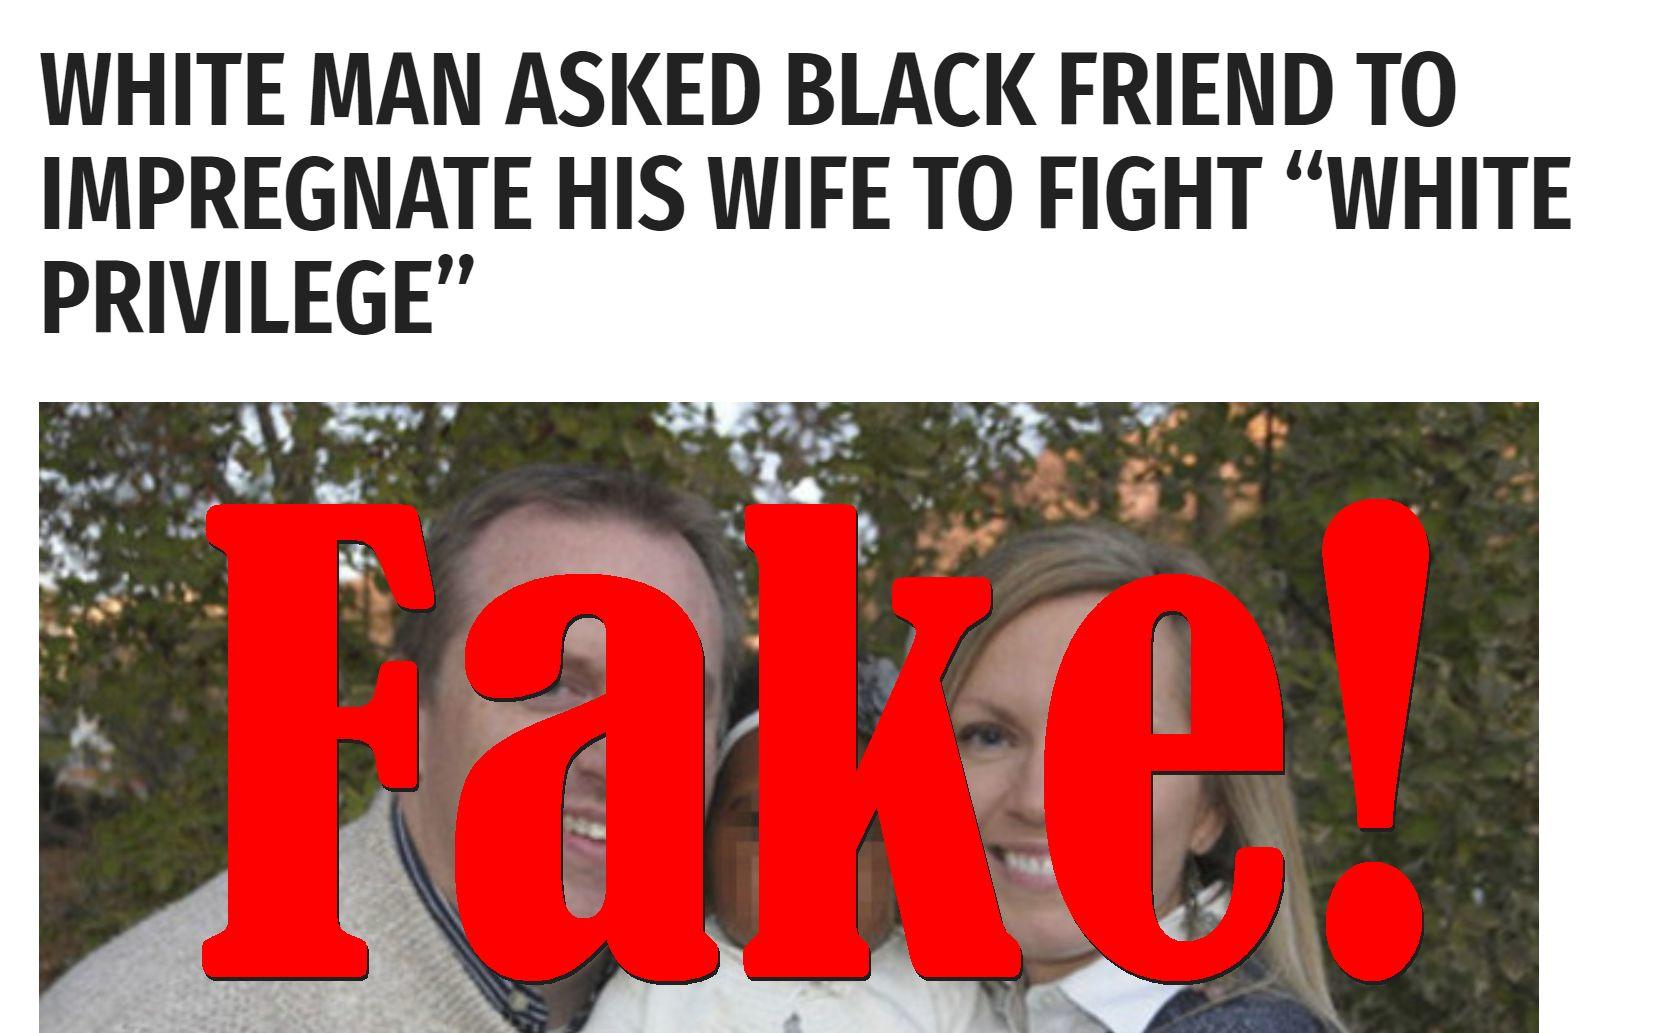 WHITE MAN ASKED BLACK FRIEND TO
IMPREGNATE HIS WIFE TO FIGHT “WHITE
PRIVILEGE”
Fake!